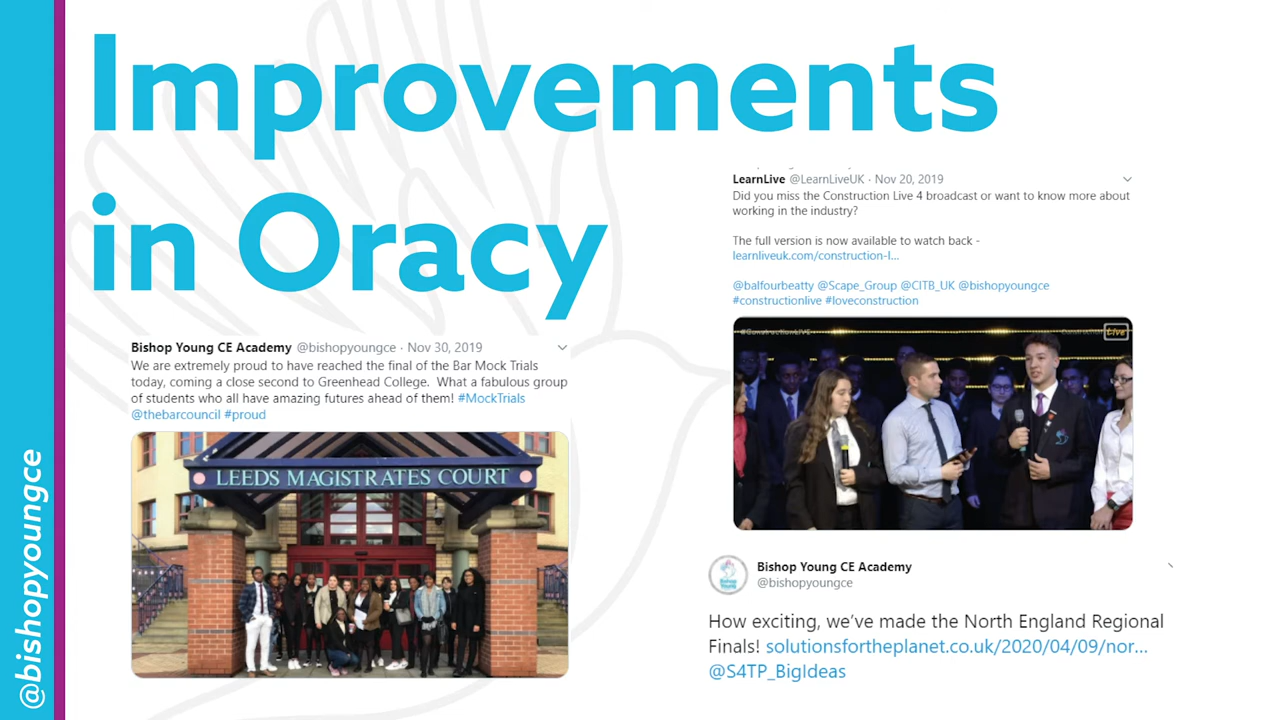 Improvements
in Oracy
@bishopyoungce
Bishop Young CE Academy @bishopyoungce · Nov 30, 2019
We are extremely proud to have reached the final of the Bar Mock Trials
today, coming a close second to Greenhead College.  What a fabulous group
of students who all have amazing futures ahead of them! #MockTrials
@thebarcouncil #proud
LEEDS MAGISTRATES COURT
LearnLive @LearnLiveUK · Nov 20, 2019
Did you miss the Construction Live 4 broadcast or want to know more about
working in the industry?
The full version is now available to watch back -
learnliveuk.com/construction-l...
@balfourbeatty @Scape_Group @CITB_UK @bishopyoungce
#constructionlive #loveconstruction
#ConstructionLIVE
Live
Bishop Young CE Academy
@bishopyoungce
How exciting, we've made the North England Regional
Finals! solutionsfortheplanet.co.uk/2020/04/09/nor...
@S4TP_BigIdeas